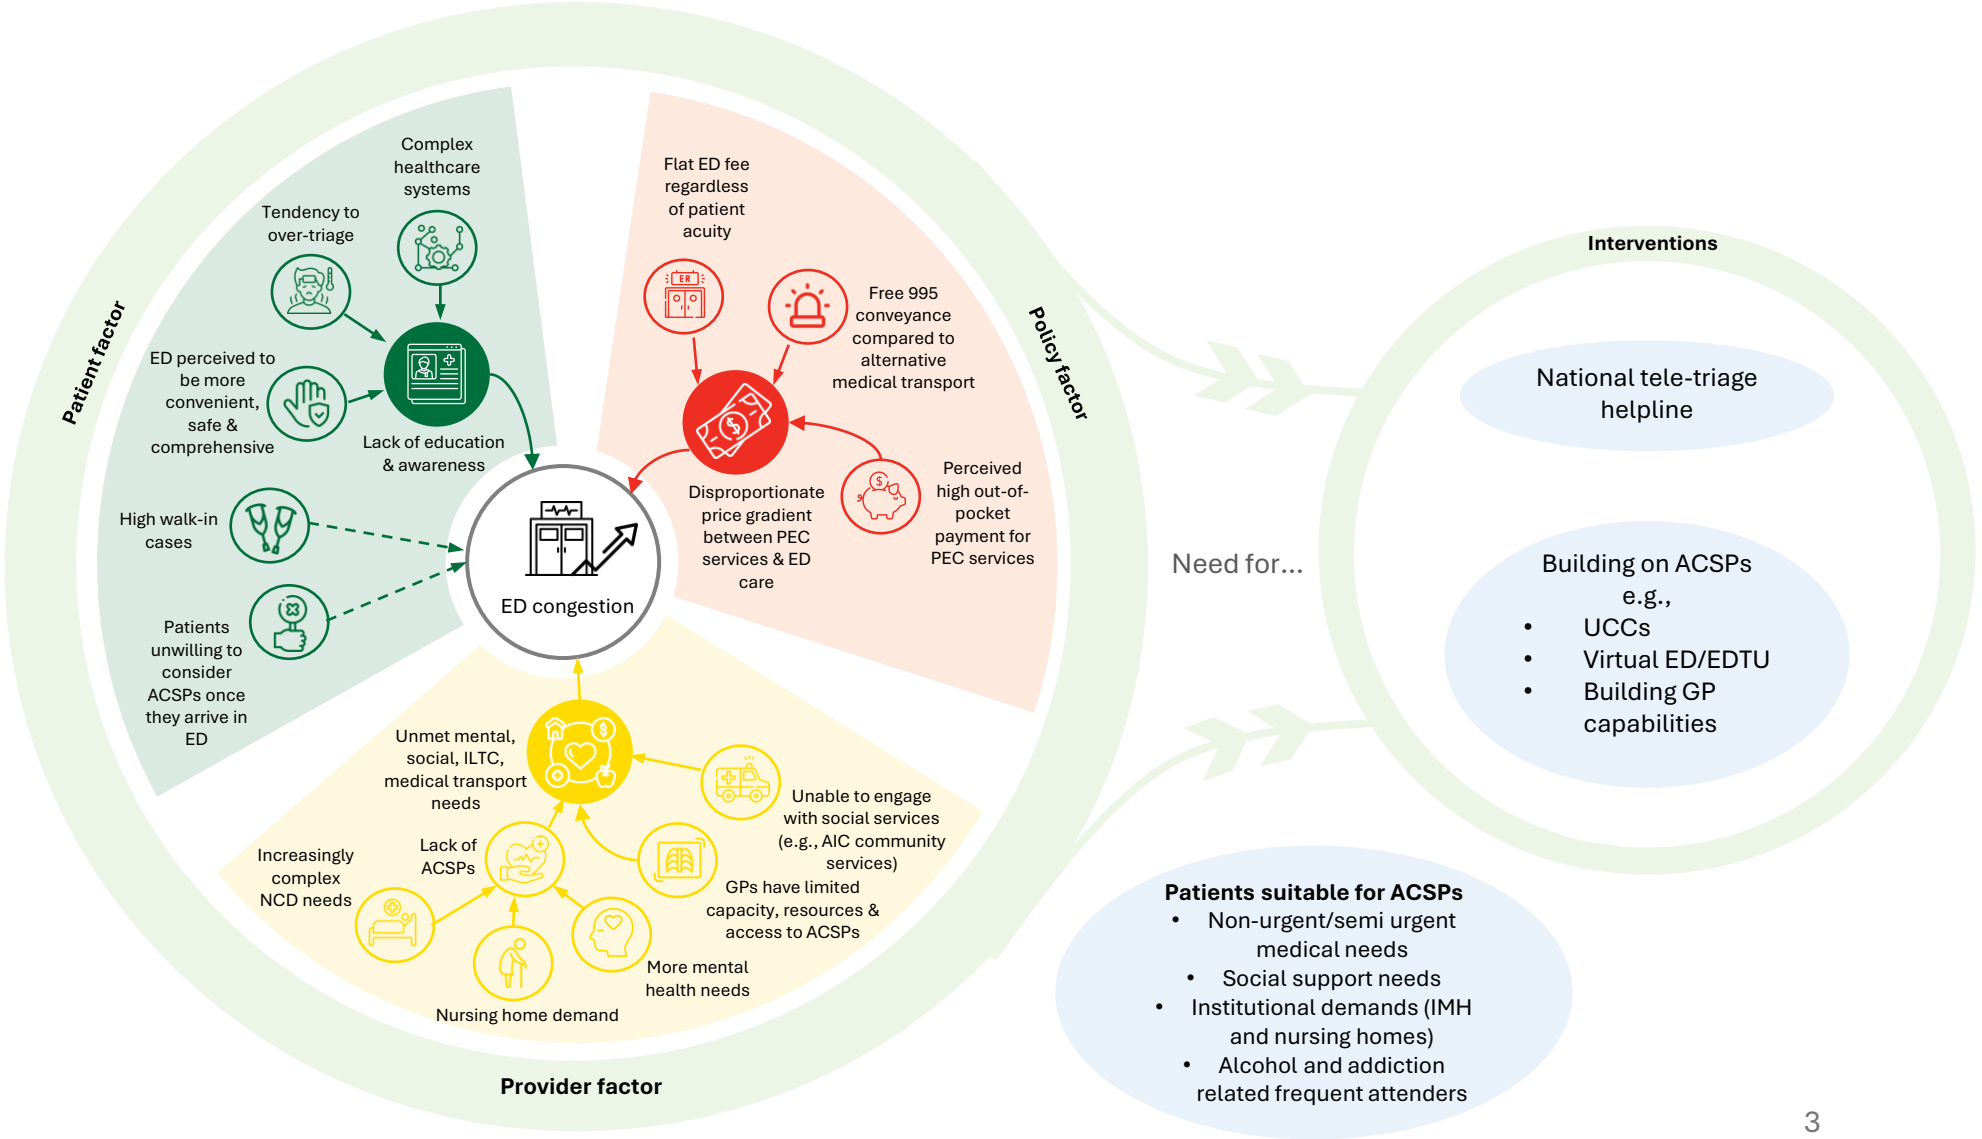 Patient factor
Complex
healthcare
systems
Tendency to
over-triage
ED perceived to
be more
convenient,
safe &
comprehensive
Lack of education
& awareness
High walk-in
cases
Patients
unwilling to
consider
ACSPs once
they arrive in
ED
Policy factor
Flat ED fee
regardless
of patient
acuity
ER
Free 995
conveyance
compared to
alternative
medical transport
Disproportionate
price gradient
between PEC
services & ED
care
Perceived
high out-of-
pocket
payment for
PEC services
ED congestion
Unmet mental,
social, ILTC,
medical transport
needs
Lack of
ACSPs
Increasingly
complex
NCD needs
Nursing home demand
More mental
health needs
GPs have limited
capacity, resources &
access to ACSPs
Unable to engage
with social services
(e.g., AIC community
services)
Provider factor
Need for...
Interventions
National tele-triage
helpline
Building on ACSPs
e.g.,
• UCCs
• Virtual ED/EDTU
• Building GP
capabilities
Patients suitable for ACSPs
• Non-urgent/semi urgent
medical needs
• Social support needs
• Institutional demands (IMH
and nursing homes)
• Alcohol and addiction
related frequent attenders
3